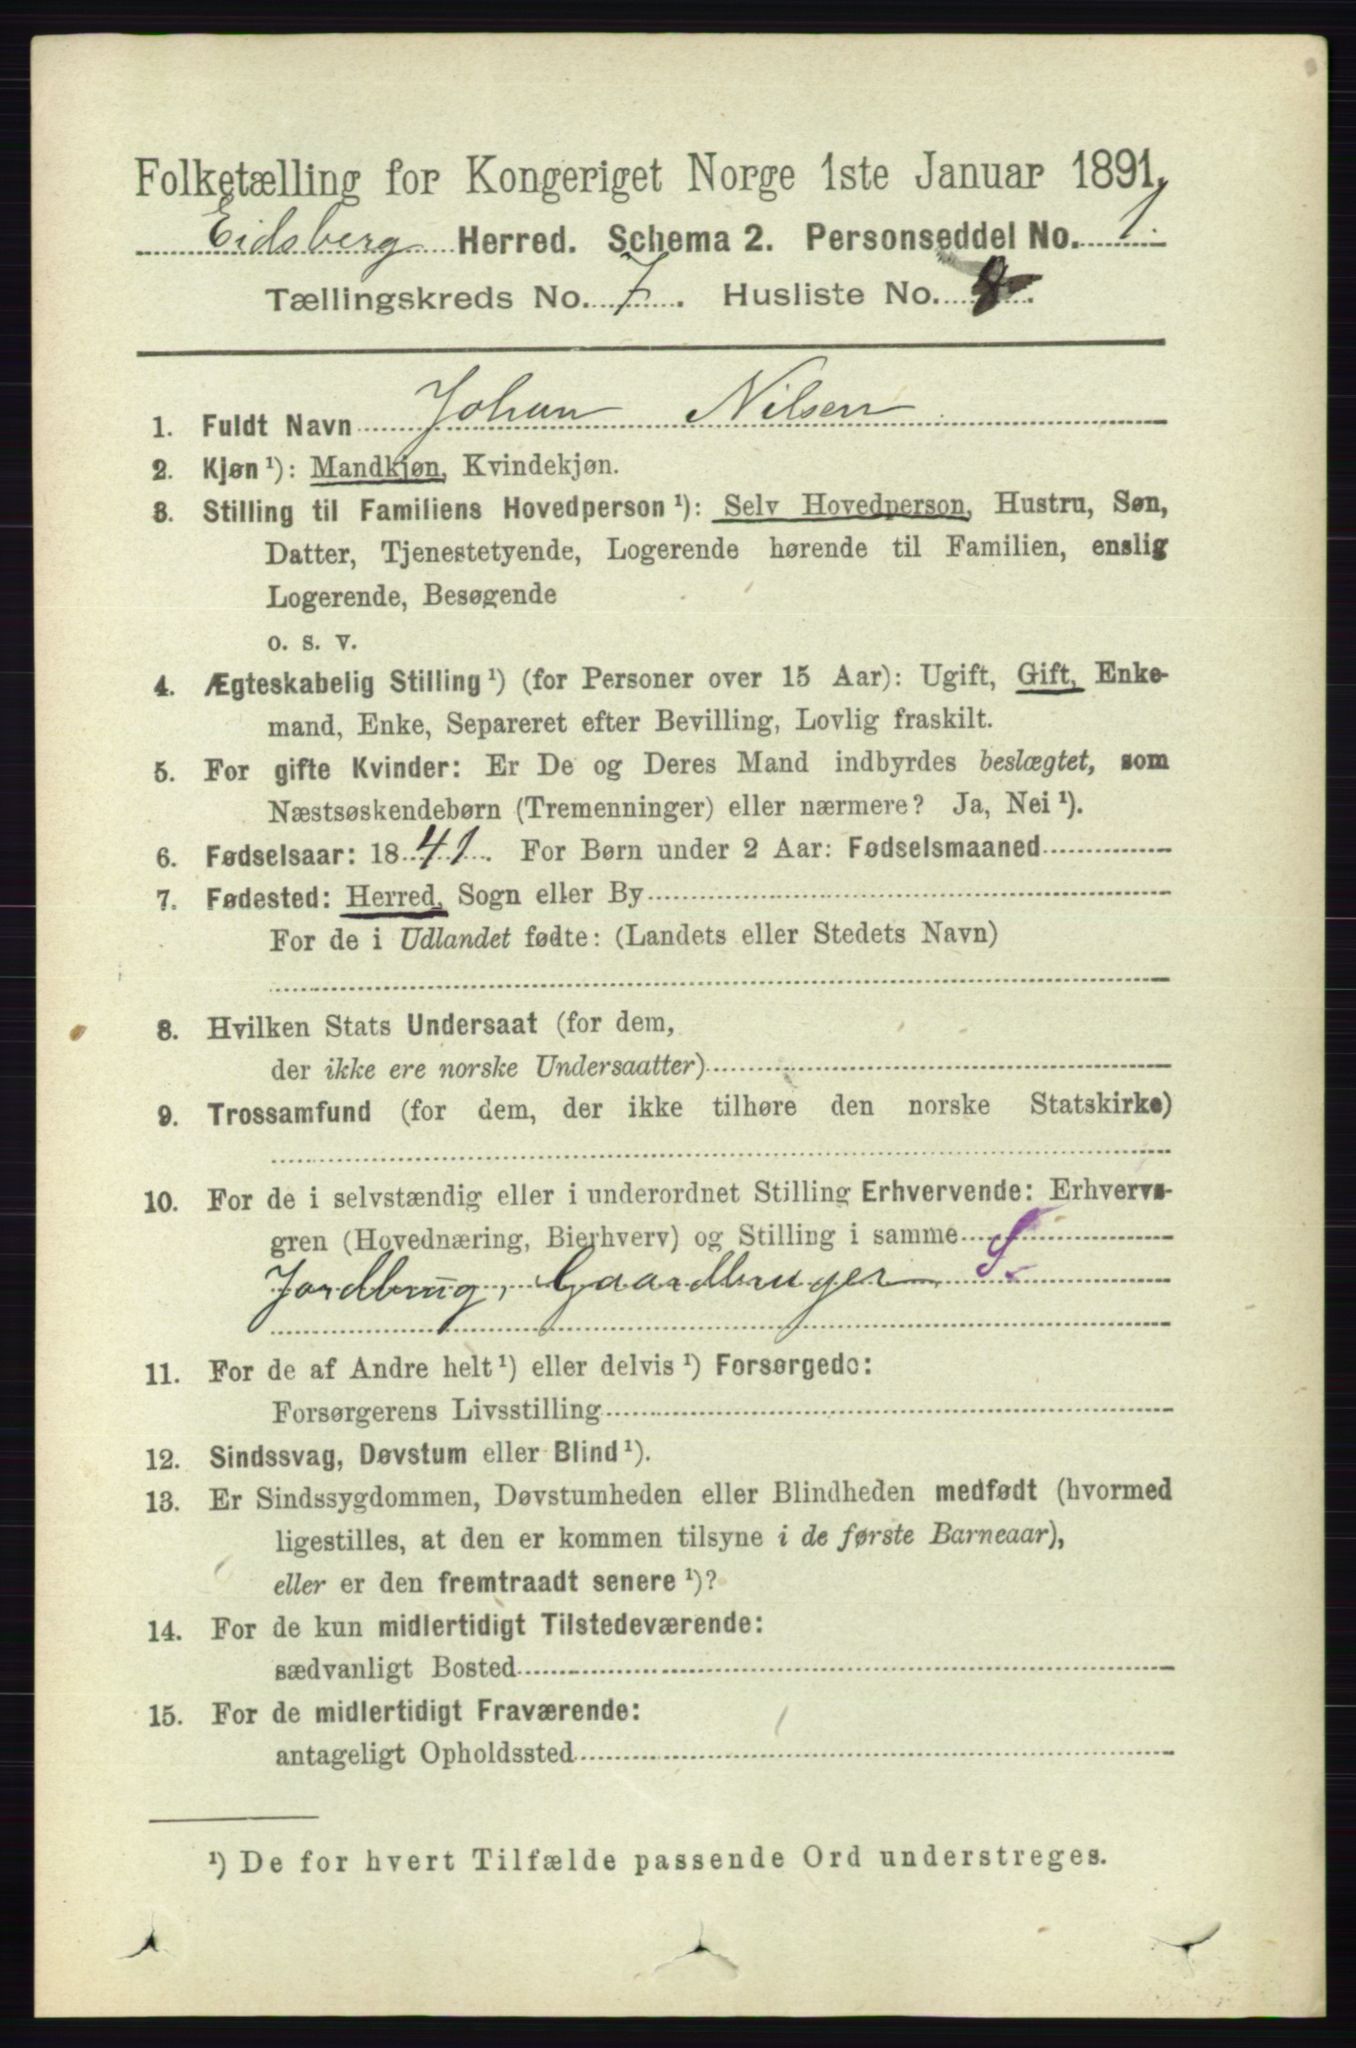 Folketælling for Kongeriget Norge 1ste Januar 1891.
Eidsberg Herred. Schema 2. Personseddel No. 1.
Tællingskreds No. 7. Husliste No. 8.
1. Fuldt Navn Johan Nilsen
2. Kjøn ¹): Mandkjøn, Kvindekjøn.
3. Stilling til Familiens Hovedperson ¹): Selv Hovedperson, Hustru, Søn,
Datter, Tjenestetyende, Logerende hørende til Familien, enslig
Logerende, Besøgende
o. s. v.
4. Ægteskabelig Stilling ¹) (for Personer over 15 Aar): Ugift, Gift, Enke-
mand, Enke, Separeret efter Bevilling, Lovlig fraskilt.
5. For gifte Kvinder: Er De og Deres Mand indbyrdes beslægtet, som
Næstsøskendebørn (Tremenninger) eller nærmere? Ja, Nei ¹).
6. Fødselsaar: 1841. For Børn under 2 Aar: Fødselsmaaned
7. Fødested: Herred, Sogn eller By
For de i Udlandet fødte: (Landets eller Stedets Navn)
8. Hvilken Stats Undersaat (for dem,
der ikke ere norske Undersaatter)
9. Trossamfund (for dem, der ikke tilhøre den norske Statskirke)
10. For de i selvstændig eller i underordnet Stilling Erhvervende: Erhvervs-
gren (Hovednæring, Bierhverv) og Stilling i samme
Jordbrug, Gaardbruger S.
11. For de af Andre helt ¹) eller delvis ¹) Forsørgede:
Forsørgerens Livsstilling
12. Sindssvag, Døvstum eller Blind ¹).
13. Er Sindssygdommen, Døvstumheden eller Blindheden medfødt (hvormed
ligestilles, at den er kommen tilsyne i de første Barneaar),
eller er den fremtraadt senere ¹)?
14. For de kun midlertidigt Tilstedeværende:
sædvanligt Bosted
15. For de midlertidigt Fraværende:
antageligt Opholdssted
¹) De for hvert Tilfælde passende Ord understreges.